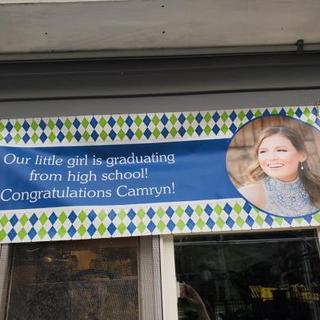 Our little girl is graduating
from high school!
Congratulations Camryn!